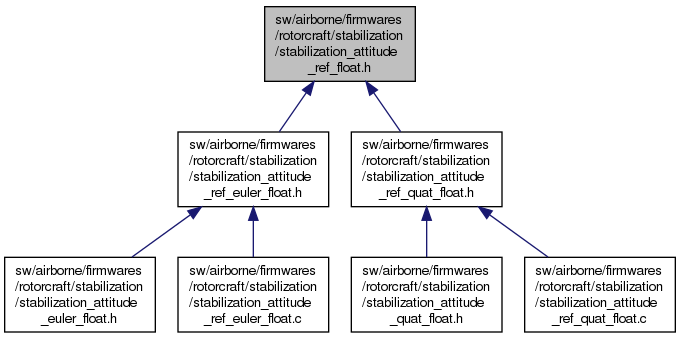 sw/airborne/firmwares
/rotorcraft/stabilization
/stabilization_attitude
_ref_float.h
sw/airborne/firmwares
/rotorcraft/stabilization
/stabilization_attitude
_ref_euler_float.h
sw/airborne/firmwares
/rotorcraft/stabilization
/stabilization_attitude
_ref_quat_float.h
sw/airborne/firmwares
/rotorcraft/stabilization
/stabilization_attitude
_euler_float.h
sw/airborne/firmwares
/rotorcraft/stabilization
/stabilization_attitude
_ref_euler_float.c
sw/airborne/firmwares
/rotorcraft/stabilization
/stabilization_attitude
_quat_float.h
sw/airborne/firmwares
/rotorcraft/stabilization
/stabilization_attitude
_ref_quat_float.c